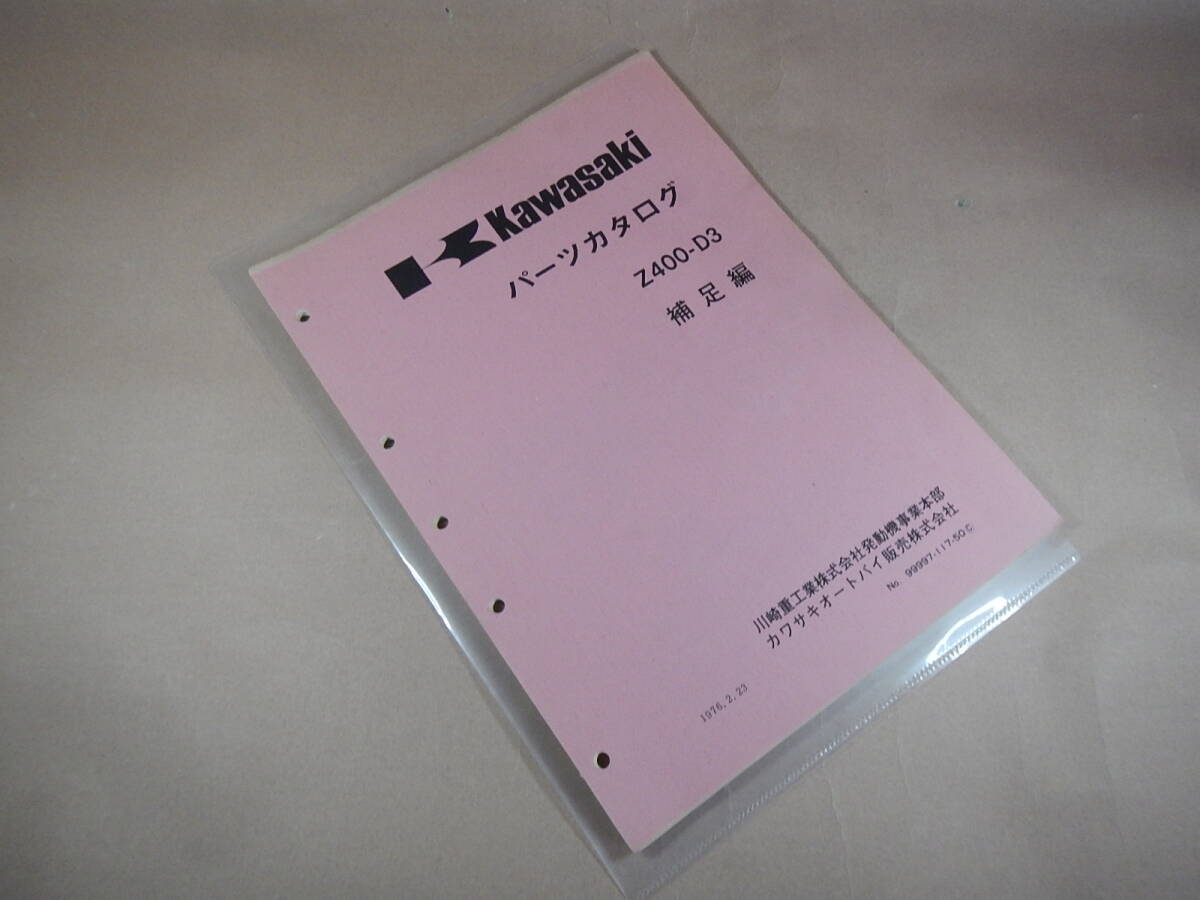 Kawasaki
パーツカタログ
Z400-D3
補足編
川崎重工業株式会社発動機事業本部
カワサキオートバイ販売株式会社
No. 99997-117-50©
1976.2.23